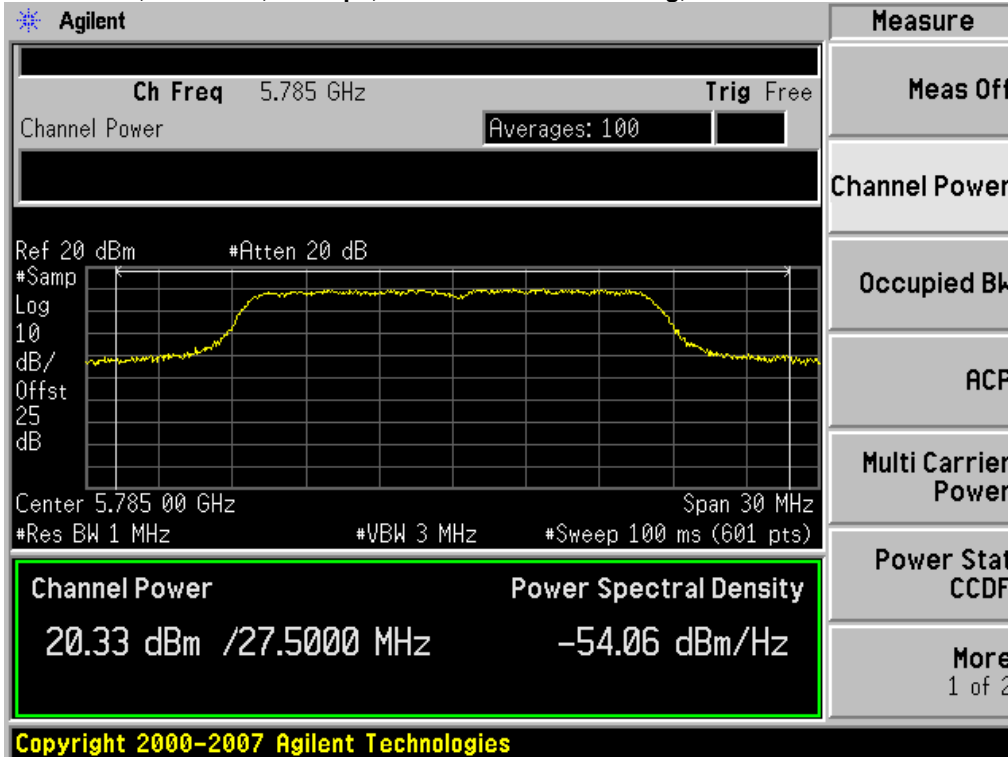 Agilent
Measure
Ch Freq 5.785 GHz Trig Free
Channel Power Averages: 100
Ref 20 dBm #Atten 20 dB
#Samp
Log
10
dB/
Offst
25
dB
Center 5.785 00 GHz Span 30 MHz
#Res BW 1 MHz #VBW 3 MHz #Sweep 100 ms (601 pts)
Channel Power Power Spectral Density
20.33 dBm /27.5000 MHz -54.06 dBm/Hz
Meas Off
Channel Power
Occupied BW
ACP
Multi Carrier
Power
Power Stat
CCDF
More
1 of 2
Copyright 2000-2007 Agilent Technologies